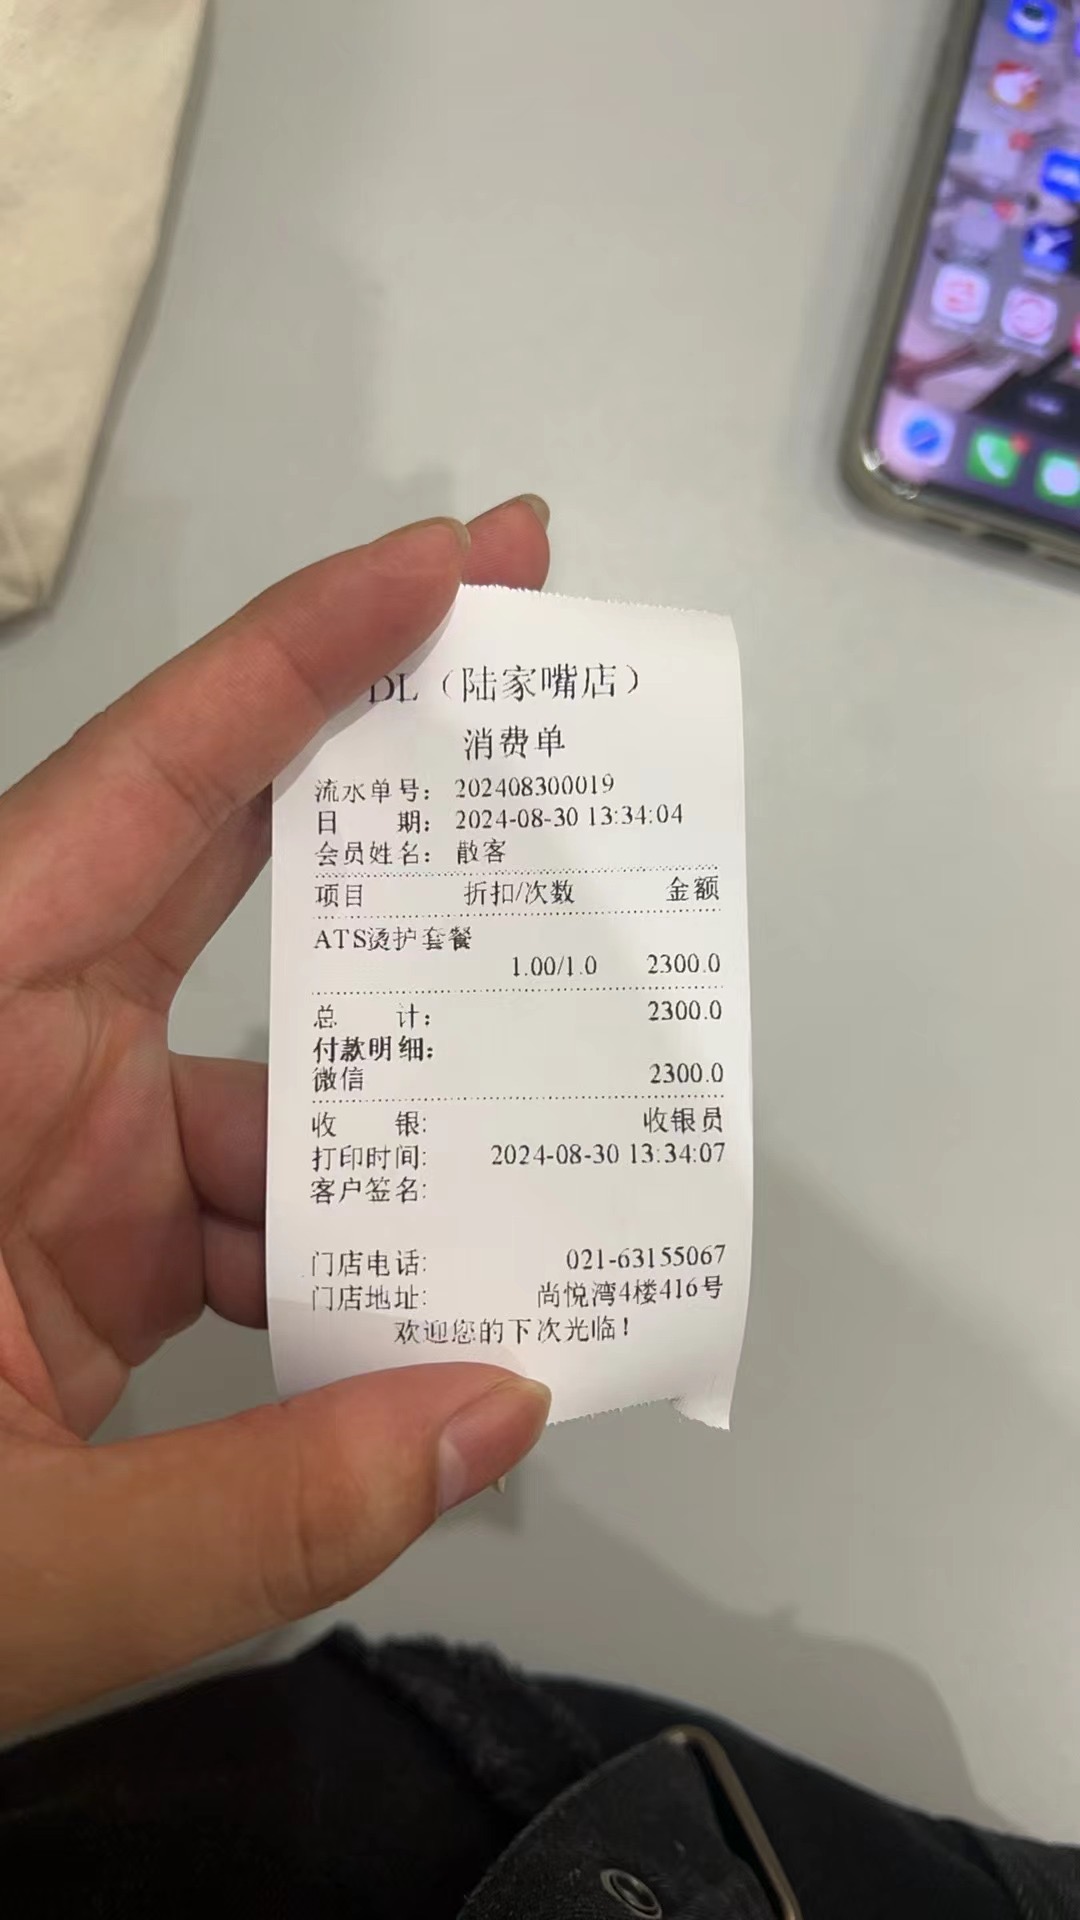 DL（陆家嘴店）
消费单
流水单号： 202408300019
日 期： 2024-08-30 13:34:04
会员姓名： 散客
项目 折扣/次数 金额
ATS烫护套餐
1.00/1.0 2300.0
总 计： 2300.0
付款明细：
微信 2300.0
收 银: 收银员
打印时间: 2024-08-30 13:34:07
客户签名:
门店电话: 021-63155067
门店地址: 尚悦湾4楼416号
欢迎您的下次光临！